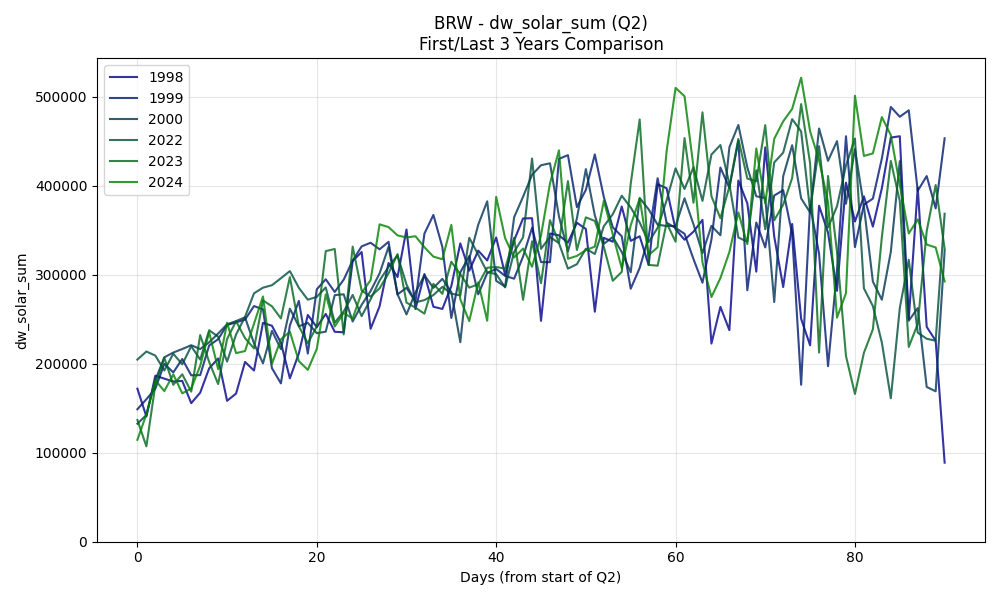 BRW - dw_solar_sum (Q2)
First/Last 3 Years Comparison
1998
1999
2000
2022
2023
2024
500000
400000
300000
200000
100000
0
dw_solar_sum
0 20 40 60 80
Days (from start of Q2)